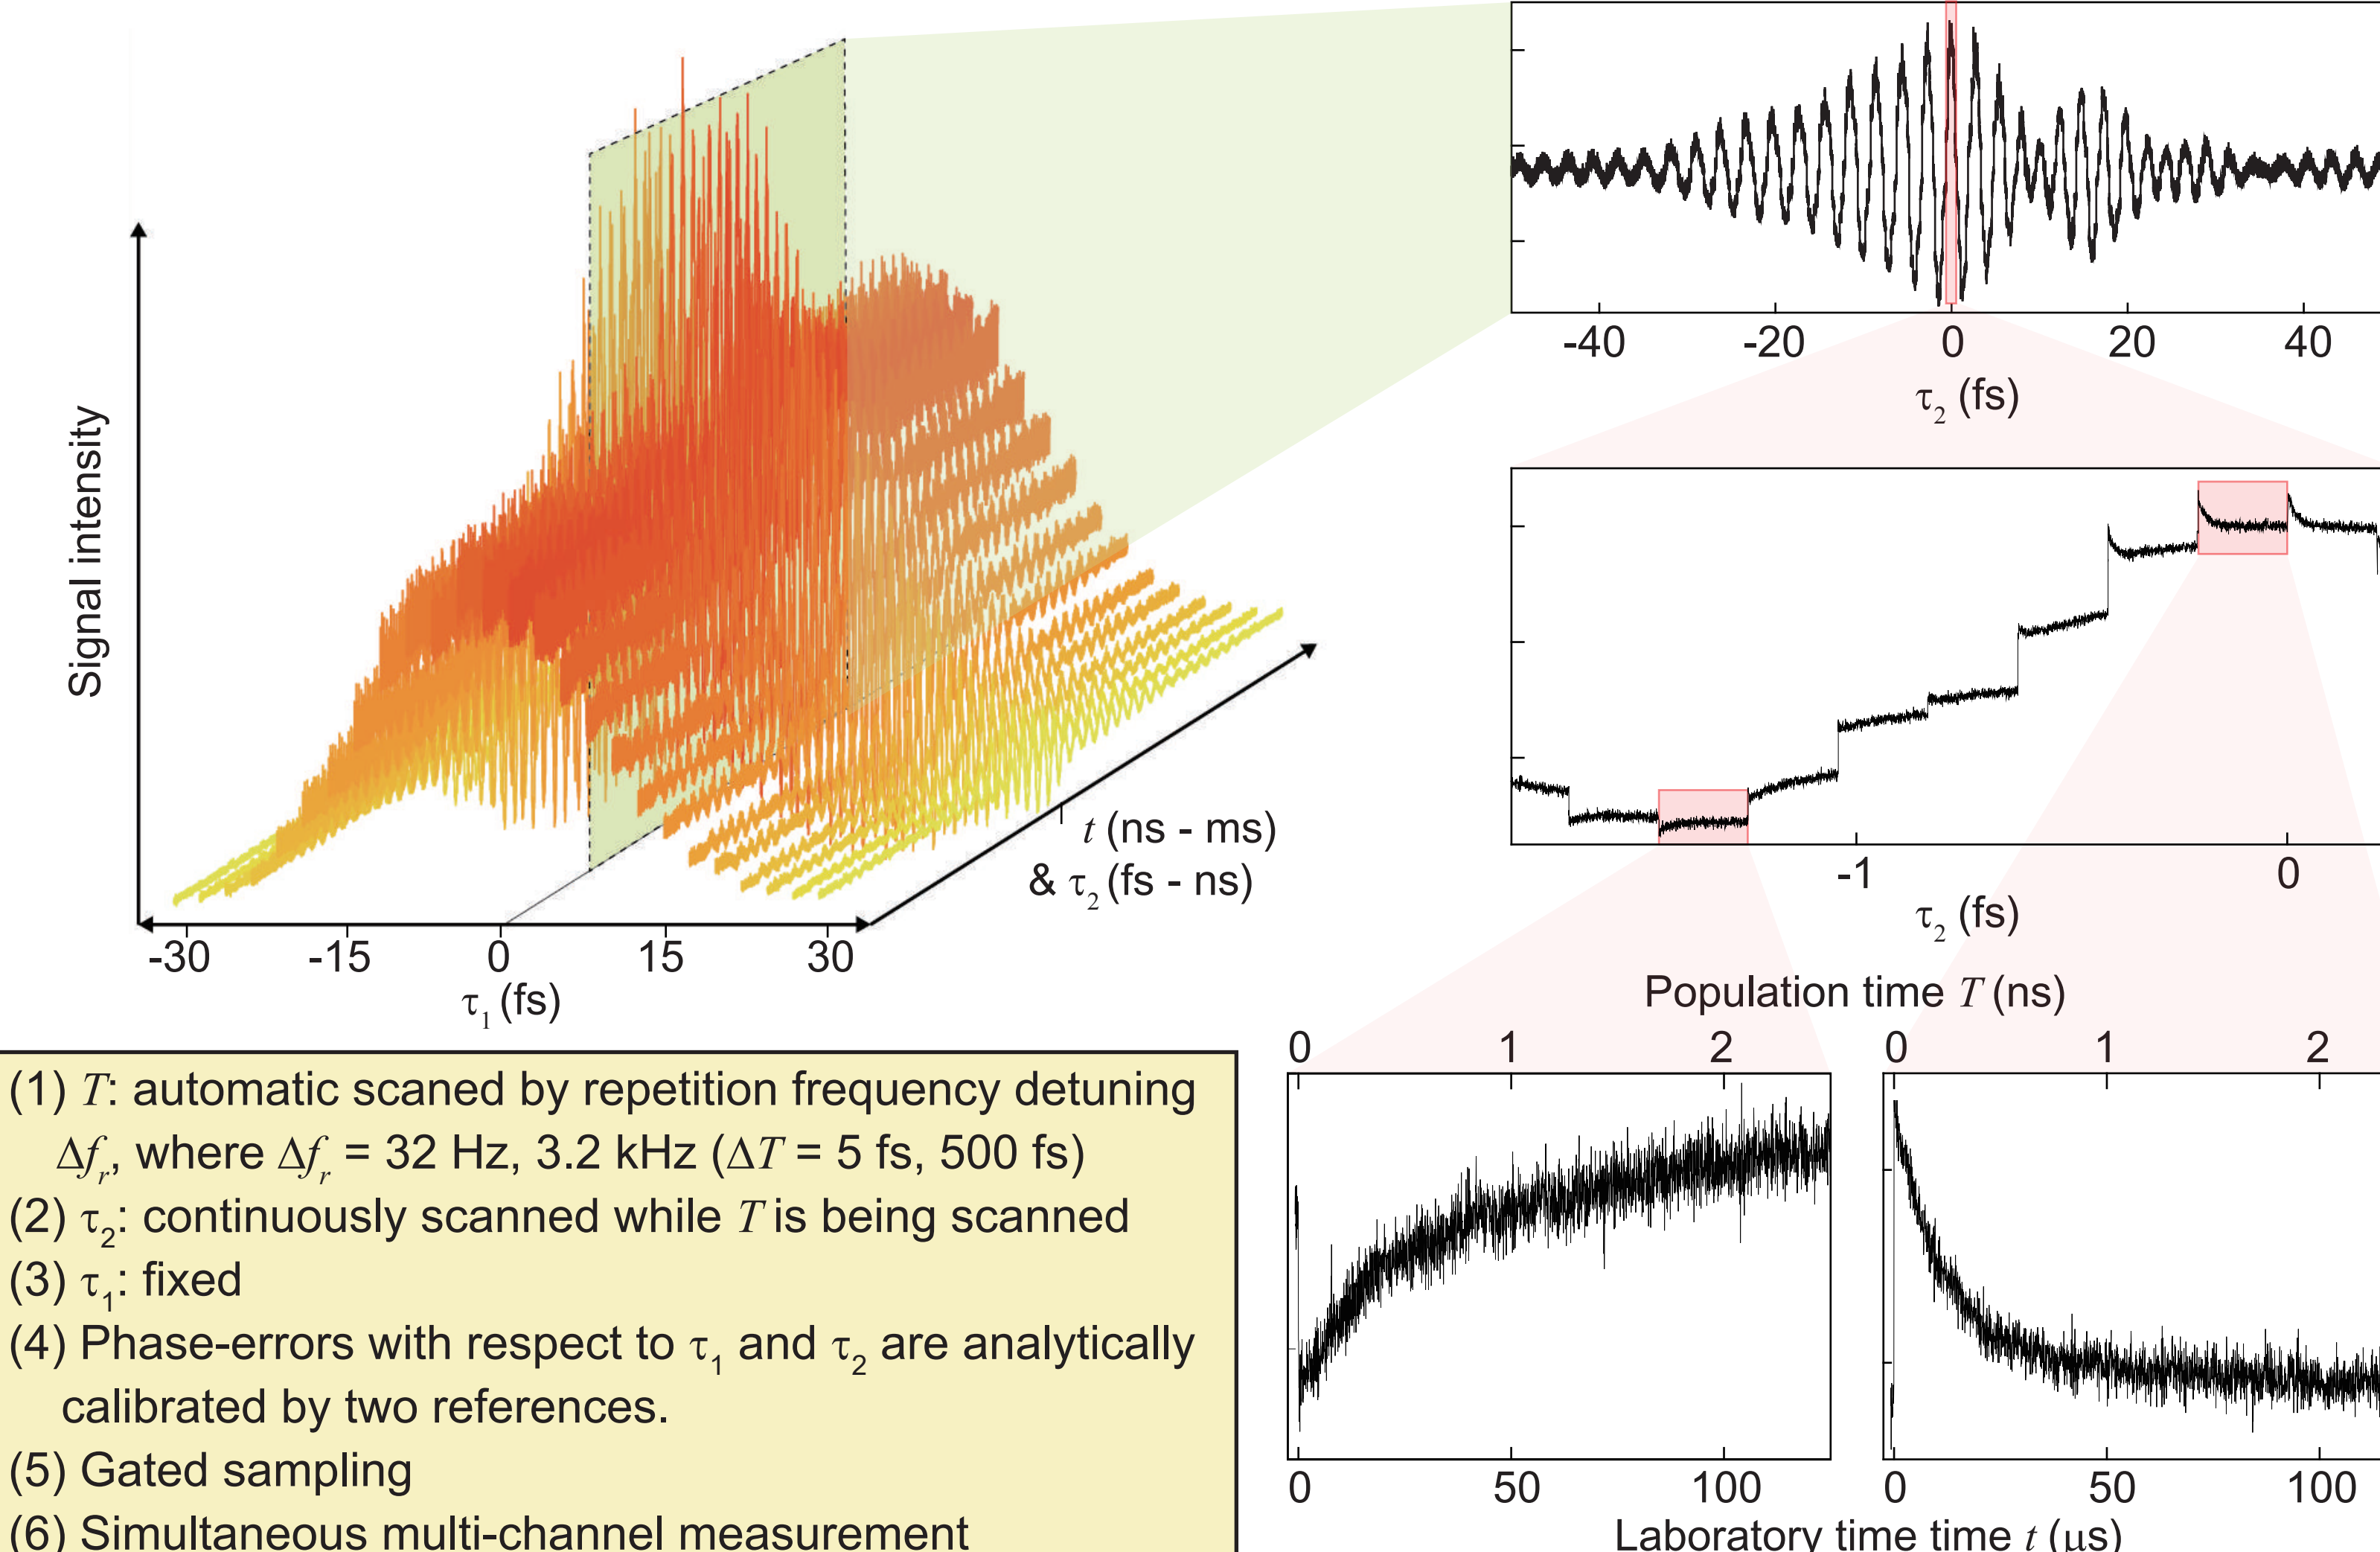 Signal intensity
-30 -15 0 15 30
τ₁ (fs)
t (ns - ms)
& τ₂ (fs - ns)
-40 -20 0 20 40
τ₂ (fs)
-1 0
τ₂ (fs)
Population time T (ns)
0 1 2 0 1 2
0 50 100 0 50 100
Laboratory time time t (μs)
(1) T: automatic scaned by repetition frequency detuning
Δfᵣ, where Δfᵣ = 32 Hz, 3.2 kHz (ΔT = 5 fs, 500 fs)
(2) τ₂: continuously scanned while T is being scanned
(3) τ₁: fixed
(4) Phase-errors with respect to τ₁ and τ₂ are analytically
calibrated by two references.
(5) Gated sampling
(6) Simultaneous multi-channel measurement